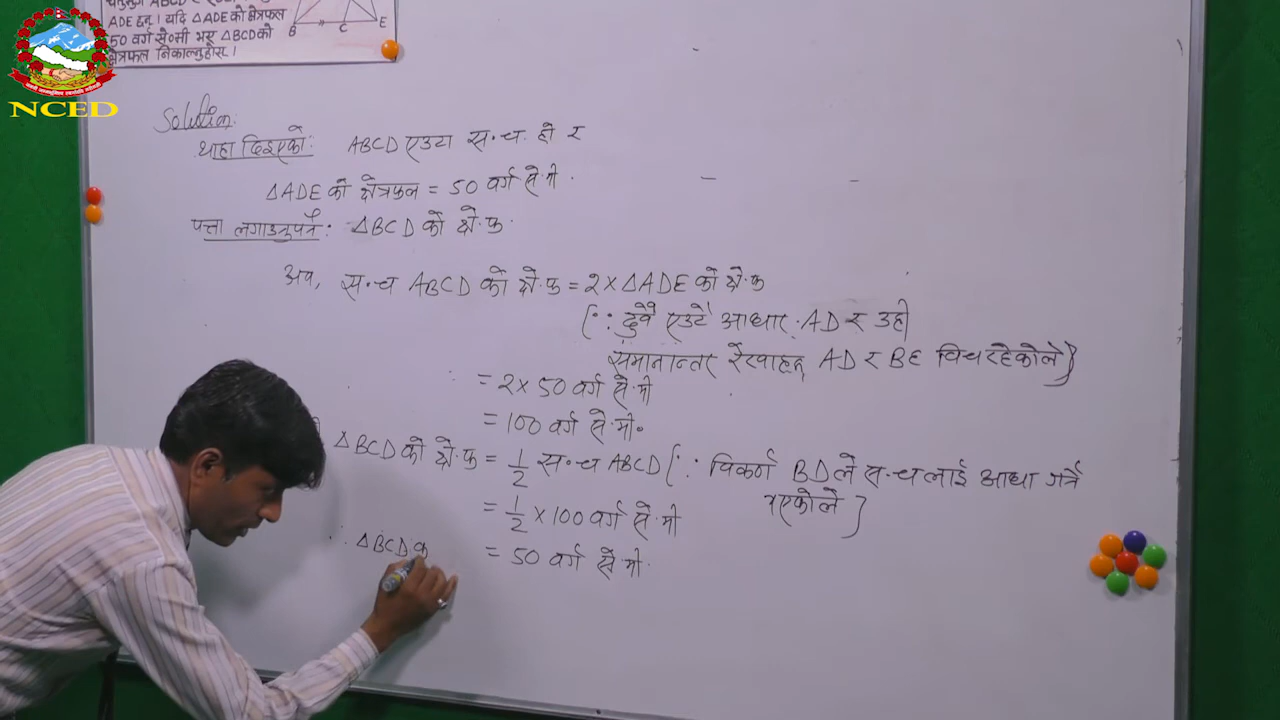 ADE हुन् । यदि △ADE को क्षेत्रफल
50 वर्ग से०मी भए △BCD को
क्षेत्रफल निकाल्नुहोस् ।
B C E
NCED
Solution:
थाहा दिइएको: ABCD एउटा स.च. हो र
△ADE को क्षेत्रफल = 50 वर्ग से.मी.
पत्ता लगाउनुपर्ने: △BCD को क्षे.फ.
अब, स.च ABCD को क्षे.फ = 2 × △ADE को क्षे.फ
[∵ दुवै एउटै आधार AD र उही
समानान्तर रेखाहरु AD र BE विच रहेकोले]
= 2 × 50 वर्ग से.मी
= 100 वर्ग से.मी.
△BCD को क्षे.फ = 1/2 स.च ABCD [∵ विकर्ण BD ले स.च लाई आधा गर्ने
भएकोले]
= 1/2 × 100 वर्ग से.मी
∴ △BCD क = 50 वर्ग से.मी.